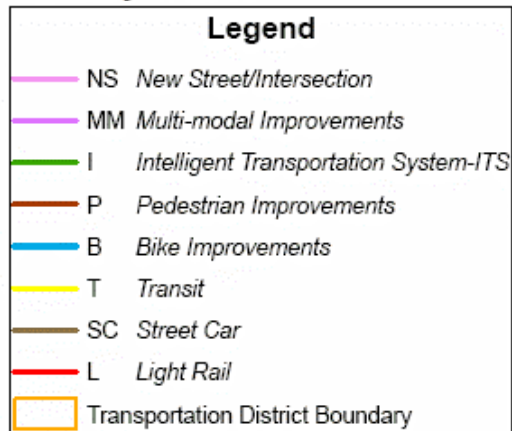 Legend
NS New Street/Intersection
MM Multi-modal Improvements
I Intelligent Transportation System-ITS
P Pedestrian Improvements
B Bike Improvements
T Transit
SC Street Car
L Light Rail
Transportation District Boundary